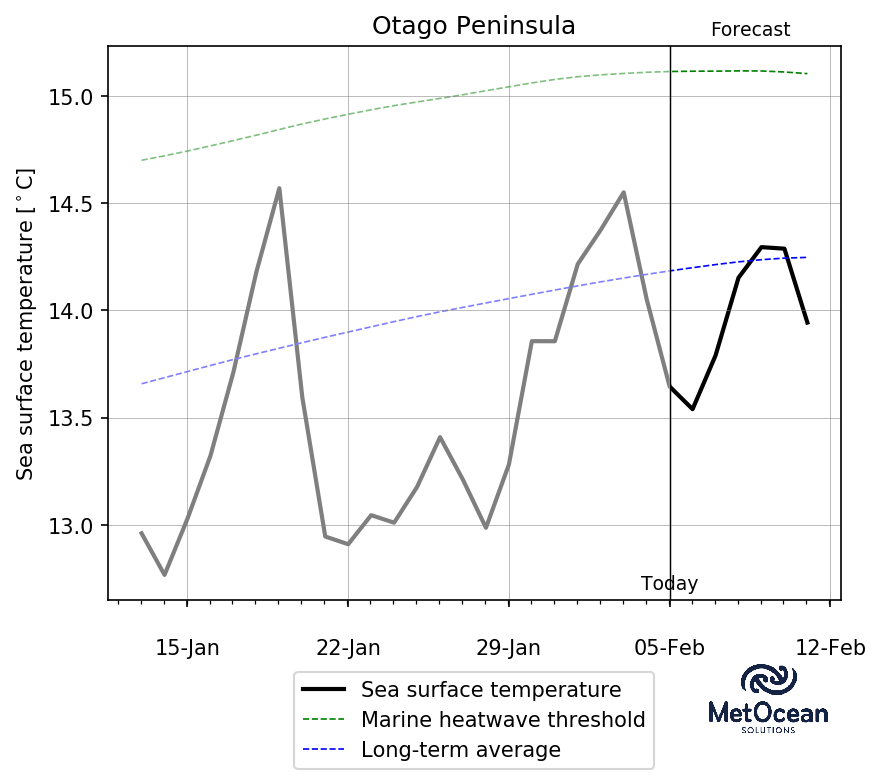 Otago Peninsula
Forecast
Sea surface temperature [°C]
15.0
14.5
14.0
13.5
13.0
Today
15-Jan
22-Jan
29-Jan
05-Feb
12-Feb
Sea surface temperature
Marine heatwave threshold
Long-term average
MetOcean
SOLUTIONS